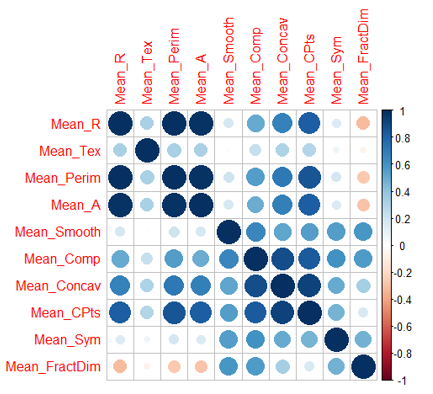 Mean_R
Mean_Tex
Mean_Perim
Mean_A
Mean_Smooth
Mean_Comp
Mean_Concav
Mean_CPts
Mean_Sym
Mean_FractDim
Mean_R
Mean_Tex
Mean_Perim
Mean_A
Mean_Smooth
Mean_Comp
Mean_Concav
Mean_CPts
Mean_Sym
Mean_FractDim
1
0.8
0.6
0.4
0.2
0
-0.2
-0.4
-0.6
-0.8
-1